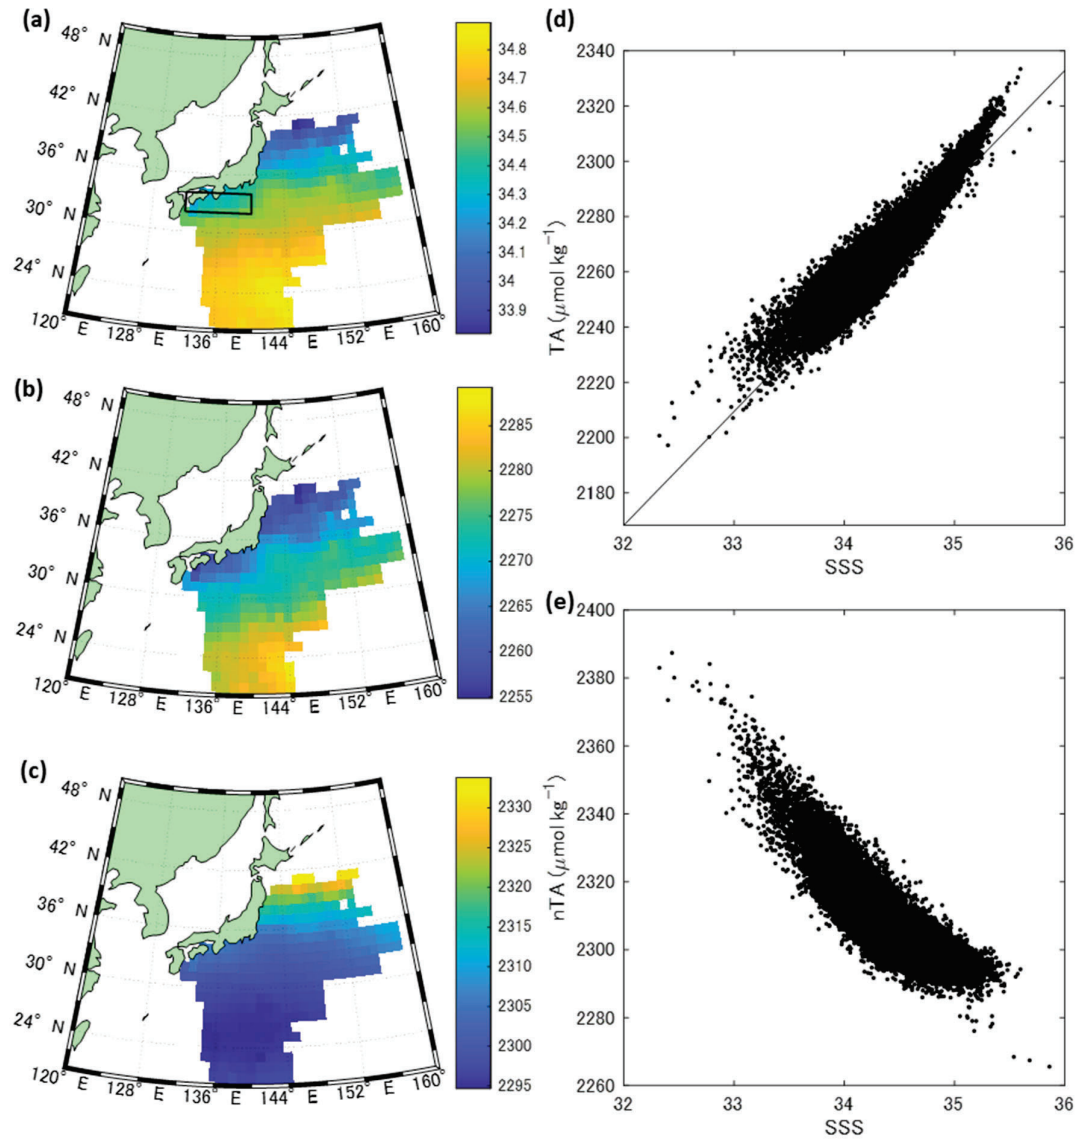 (a)
48° N
42° N
36° N
30° N
24° N
120° E 128° E 136° E 144° E 152° E 160°
34.8
34.7
34.6
34.5
34.4
34.3
34.2
34.1
34
33.9
(b)
48° N
42° N
36° N
30° N
24° N
120° E 128° E 136° E 144° E 152° E 160°
2285
2280
2275
2270
2265
2260
2255
(c)
48° N
42° N
36° N
30° N
24° N
120° E 128° E 136° E 144° E 152° E 160°
2330
2325
2320
2315
2310
2305
2300
2295
(d)
TA (μmol kg⁻¹)
2340
2320
2300
2280
2260
2240
2220
2200
2180
32 33 34 35 36
SSS
(e)
nTA (μmol kg⁻¹)
2400
2380
2360
2340
2320
2300
2280
2260
32 33 34 35 36
SSS